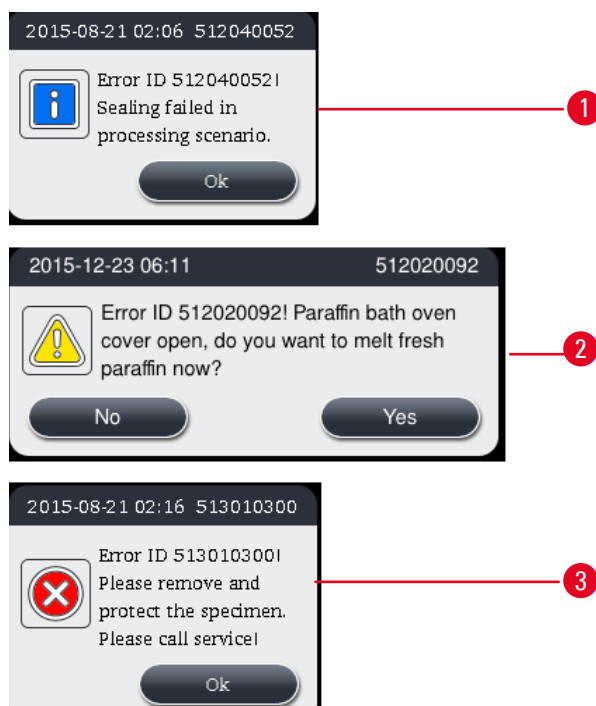 2015-08-21 02:06 512040052
Error ID 512040052!
Sealing failed in
processing scenario.
Ok
1
2015-12-23 06:11 512020092
Error ID 512020092! Paraffin bath oven
cover open, do you want to melt fresh
paraffin now?
No Yes
2
2015-08-21 02:16 513010300
Error ID 513010300!
Please remove and
protect the specimen.
Please call service!
Ok
3